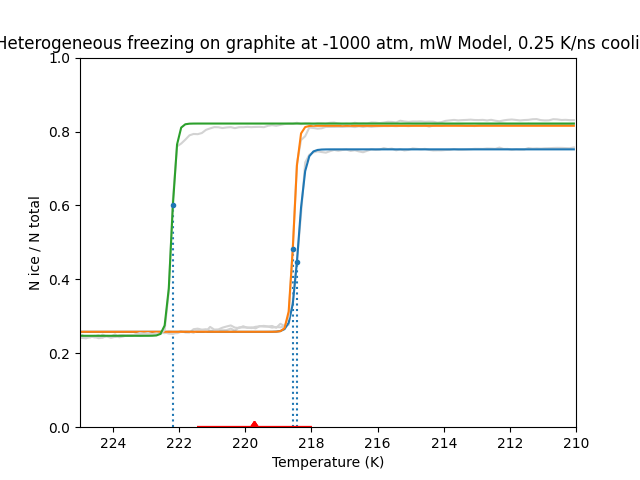 Heterogeneous freezing on graphite at -1000 atm, mW Model, 0.25 K/ns cooli
1.0
0.8
0.6
0.4
0.2
0.0
N ice / N total
224 222 220 218 216 214 212 210
Temperature (K)